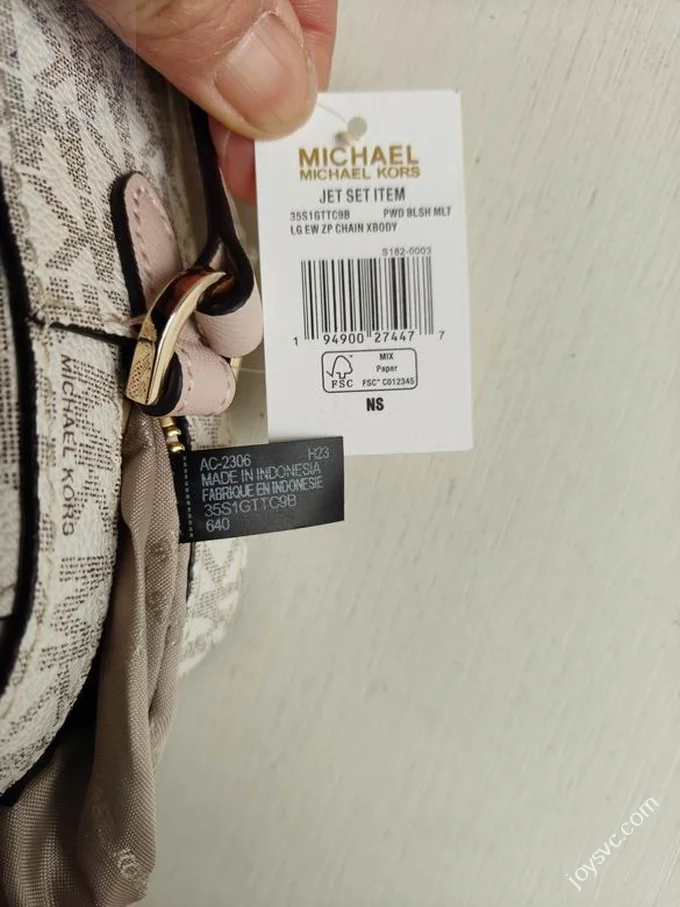 MICHAEL
MICHAEL KORS
JET SET ITEM
35S1GTTC9B PWD BLSH MLT
LG EW ZP CHAIN XBODY
S182-0003
1 94900 27447 7
FSC
MIX
Paper
FSC® C012345
NS
AC-2306 H23
MADE IN INDONESIA
FABRIQUE EN INDONESIE
35S1GTTC9B
640
MICHAEL KORS
joysvc.com